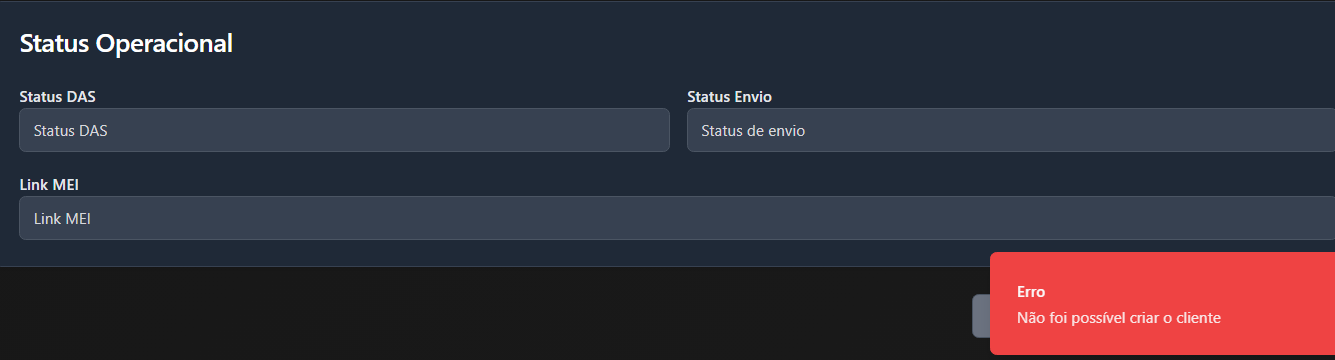 Status Operacional
Status DAS
Status Envio
Status DAS
Status de envio
Link MEI
Link MEI
Erro
Não foi possível criar o cliente